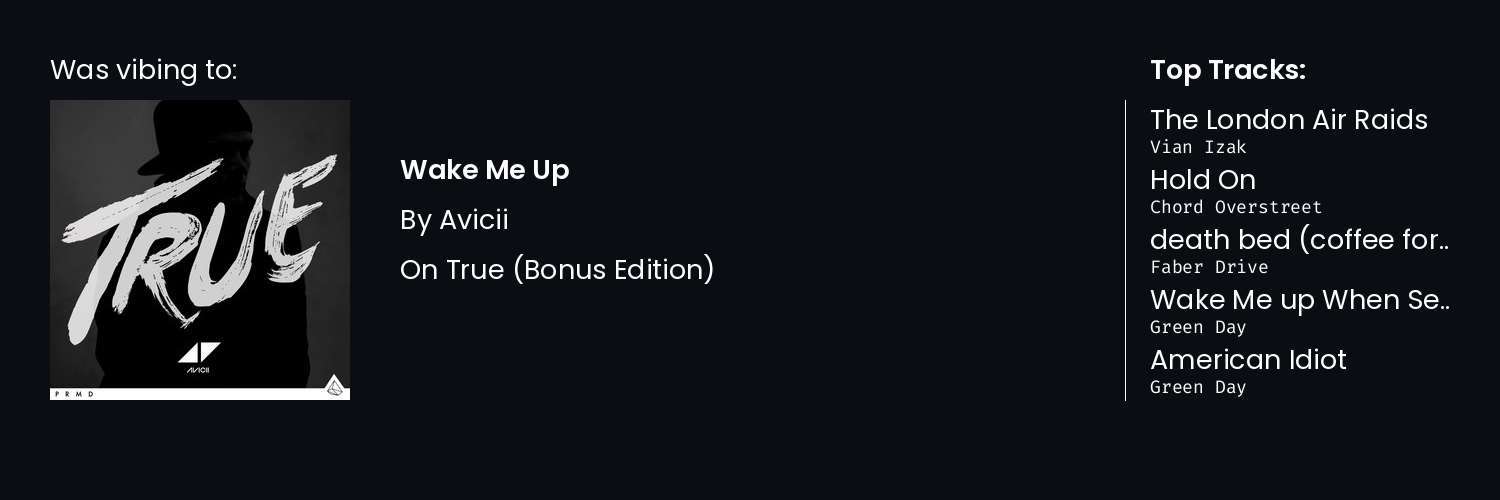 Was vibing to:
TRUE
AVICII
PRMD
Wake Me Up
By Avicii
On True (Bonus Edition)
Top Tracks:
The London Air Raids
Vian Izak
Hold On
Chord Overstreet
death bed (coffee for..
Faber Drive
Wake Me up When Se..
Green Day
American Idiot
Green Day